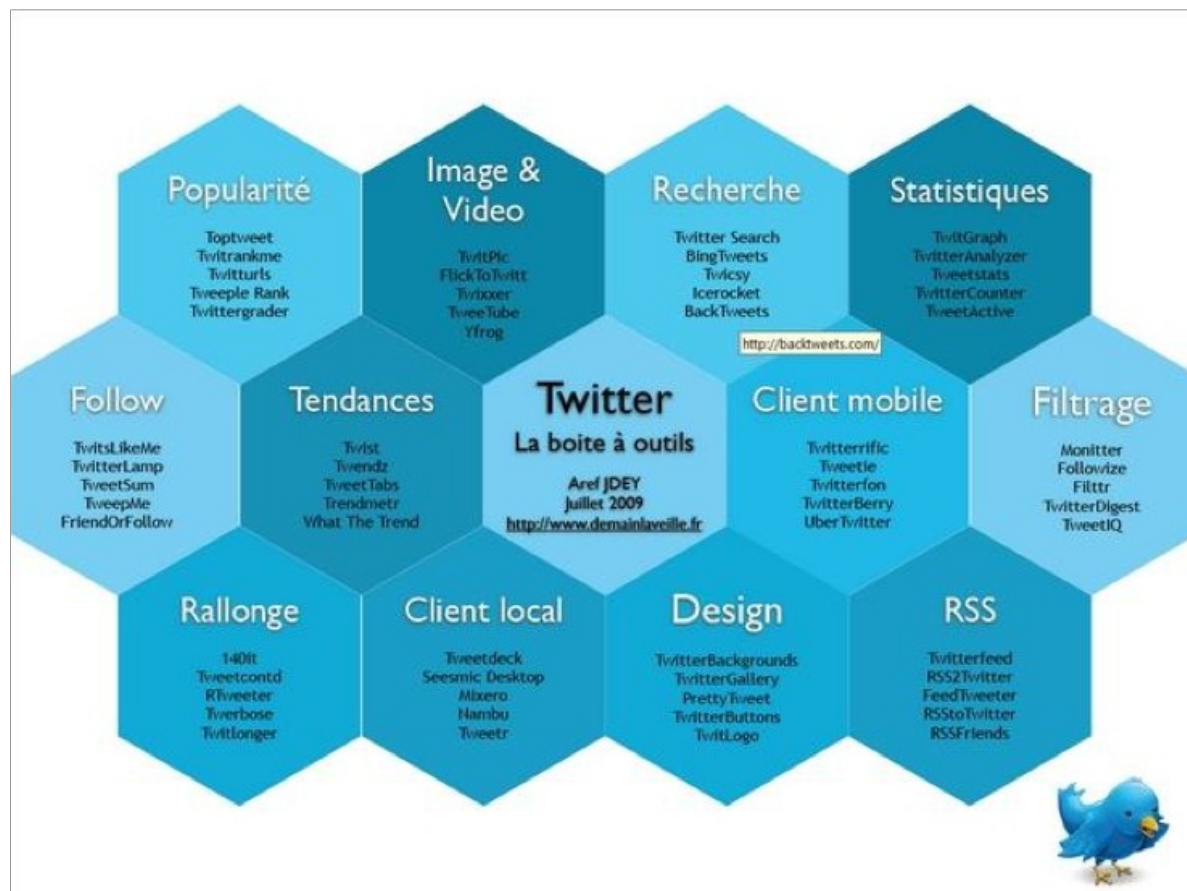 Popularité
Toptweet
Twitrankme
Twitturls
Tweeple Rank
Twittergrader
Image &
Video
TwitPic
FlickToTwitt
Twixxer
TweeTube
Yfrog
Recherche
Twitter Search
BingTweets
Twicsy
Icerocket
BackTweets
http://backtweets.com/
Statistiques
TwitGraph
TwitterAnalyzer
Tweetstats
TwitterCounter
TweetActive
Follow
TwitsLikeMe
TwitterLamp
TweetSum
TweepMe
FriendOrFollow
Tendances
Twist
Twendz
TweetTabs
Trendmetr
What The Trend
Twitter
La boite à outils
Aref JDEY
Juillet 2009
http://www.demainlaveille.fr
Client mobile
Twitterrific
Tweetie
Twitterfon
TwitterBerry
UberTwitter
Filtrage
Monitter
Followize
Filttr
TwitterDigest
TweetIQ
Rallonge
140it
Tweetcontd
RTweeter
Twerbose
Twitlonger
Client local
Tweetdeck
Seesmic Desktop
Mixero
Nambu
Tweetr
Design
TwitterBackgrounds
TwitterGallery
PrettyTweet
TwitterButtons
TwitLogo
RSS
Twitterfeed
RSS2Twitter
FeedTweeter
RSStoTwitter
RSSFriends